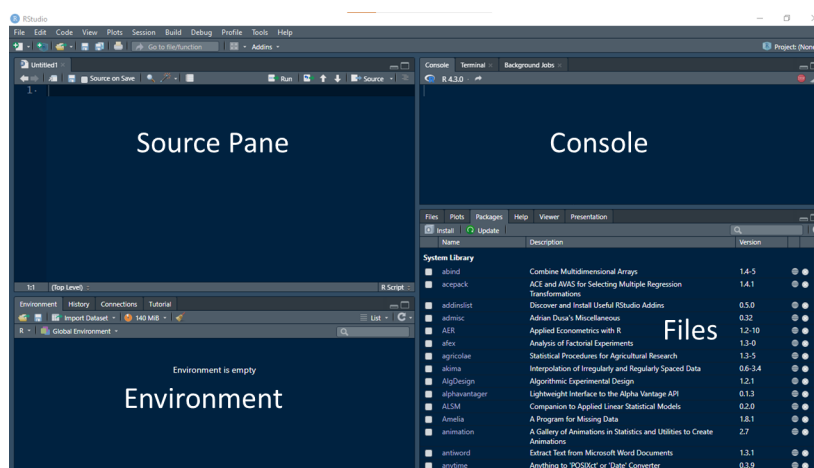 RStudio
File Edit Code View Plots Session Build Debug Profile Tools Help
Go to file/function Addins Project: (None
Untitled1
Source on Save Run Source
1
Source Pane
1:1 (Top Level) R Script
Console Terminal Background Jobs
R 4.3.0
Console
Environment History Connections Tutorial
Import Dataset 140 MiB List
R Global Environment
Environment is empty
Environment
Files Plots Packages Help Viewer Presentation
Install Update
Name Description Version
System Library
abind Combine Multidimensional Arrays 1.4-5
acepack ACE and AVAS for Selecting Multiple Regression Transformations 1.4.1
addinslist Discover and Install Useful RStudio Addins 0.5.0
admisc Adrian Dusa's Miscellaneous 0.32
AER Applied Econometrics with R 1.2-10
Files
afex Analysis of Factorial Experiments 1.3-0
agricolae Statistical Procedures for Agricultural Research 1.3-5
akima Interpolation of Irregularly and Regularly Spaced Data 0.6-3.4
AlgDesign Algorithmic Experimental Design 1.2.1
alphavantager Lightweight Interface to the Alpha Vantage API 0.1.3
ALSM Companion to Applied Linear Statistical Models 0.2.0
Amelia A Program for Missing Data 1.8.1
animation A Gallery of Animations in Statistics and Utilities to Create Animations 2.7
antiword Extract Text from Microsoft Word Documents 1.3.1
anytime Anything to 'POSIXct' or 'Date' Converter 0.3.9